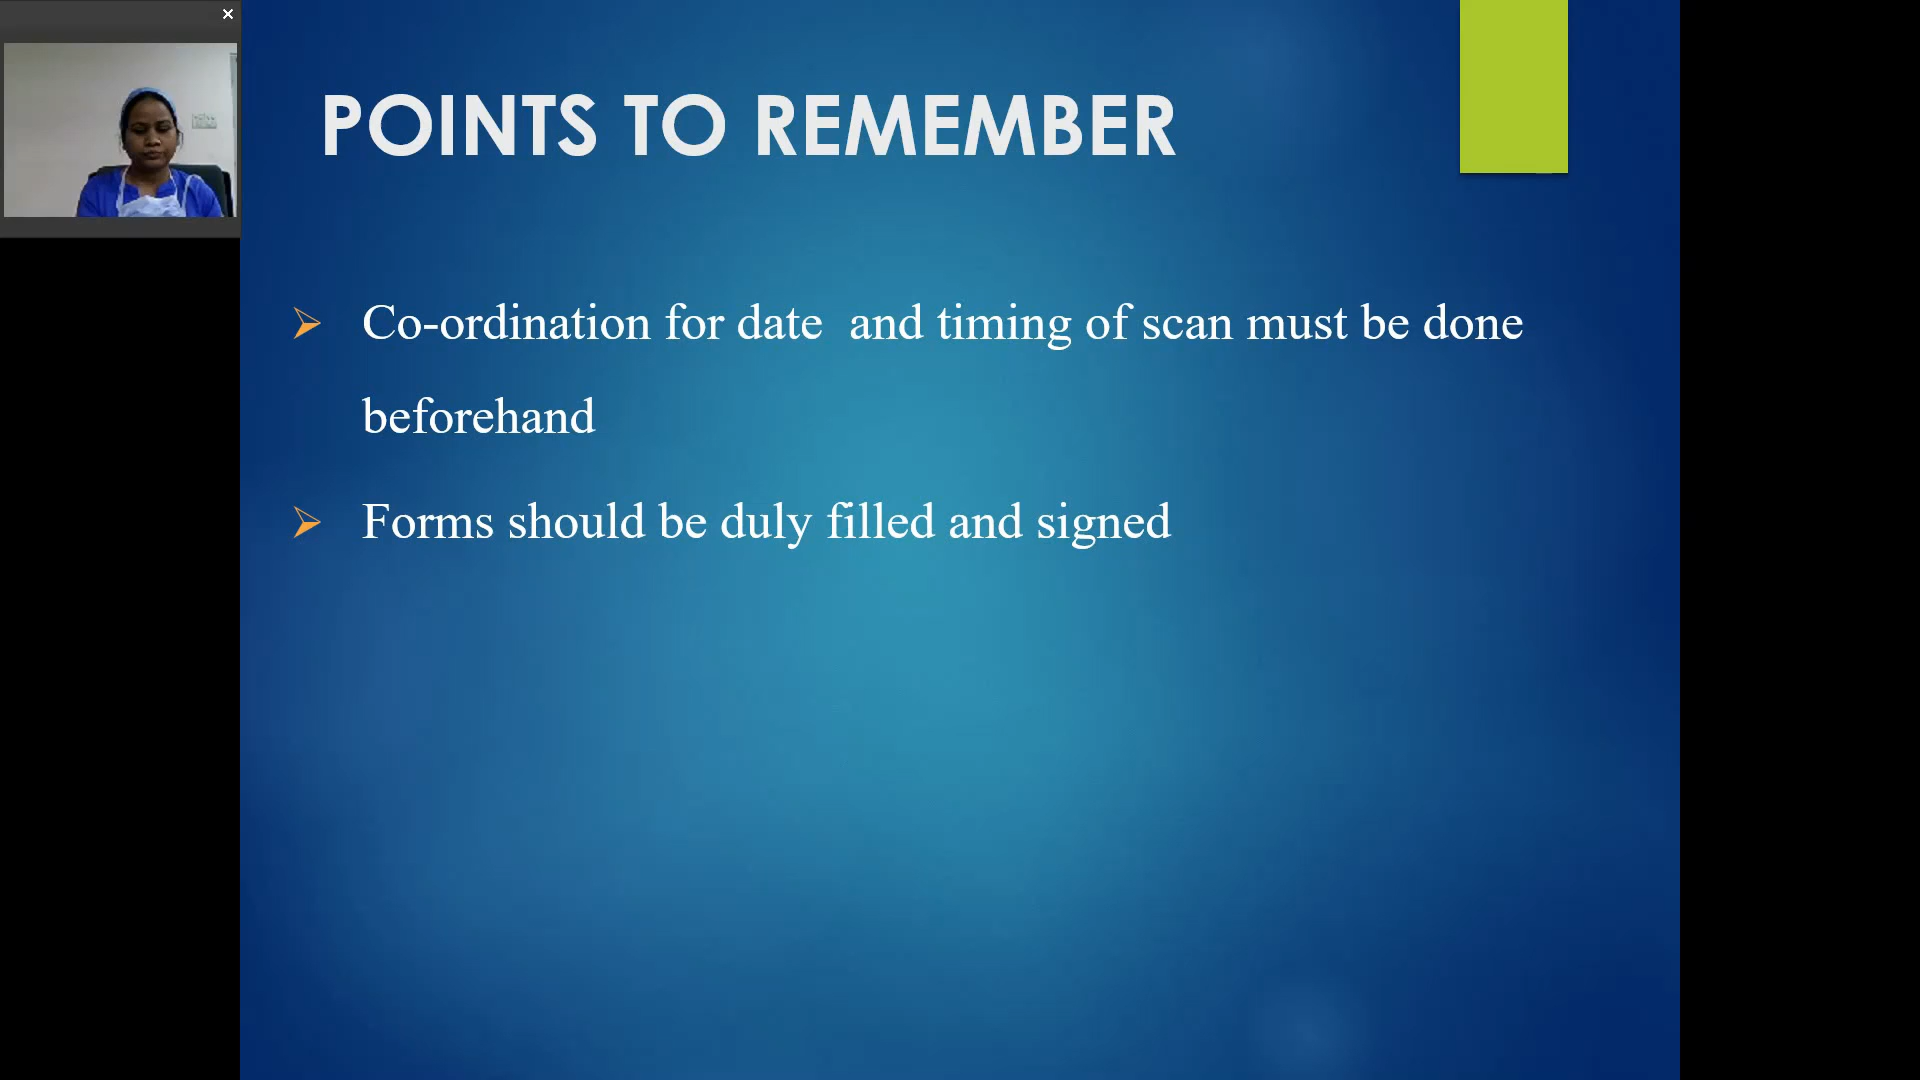 POINTS TO REMEMBER
Co-ordination for date  and timing of scan must be done
beforehand
Forms should be duly filled and signed